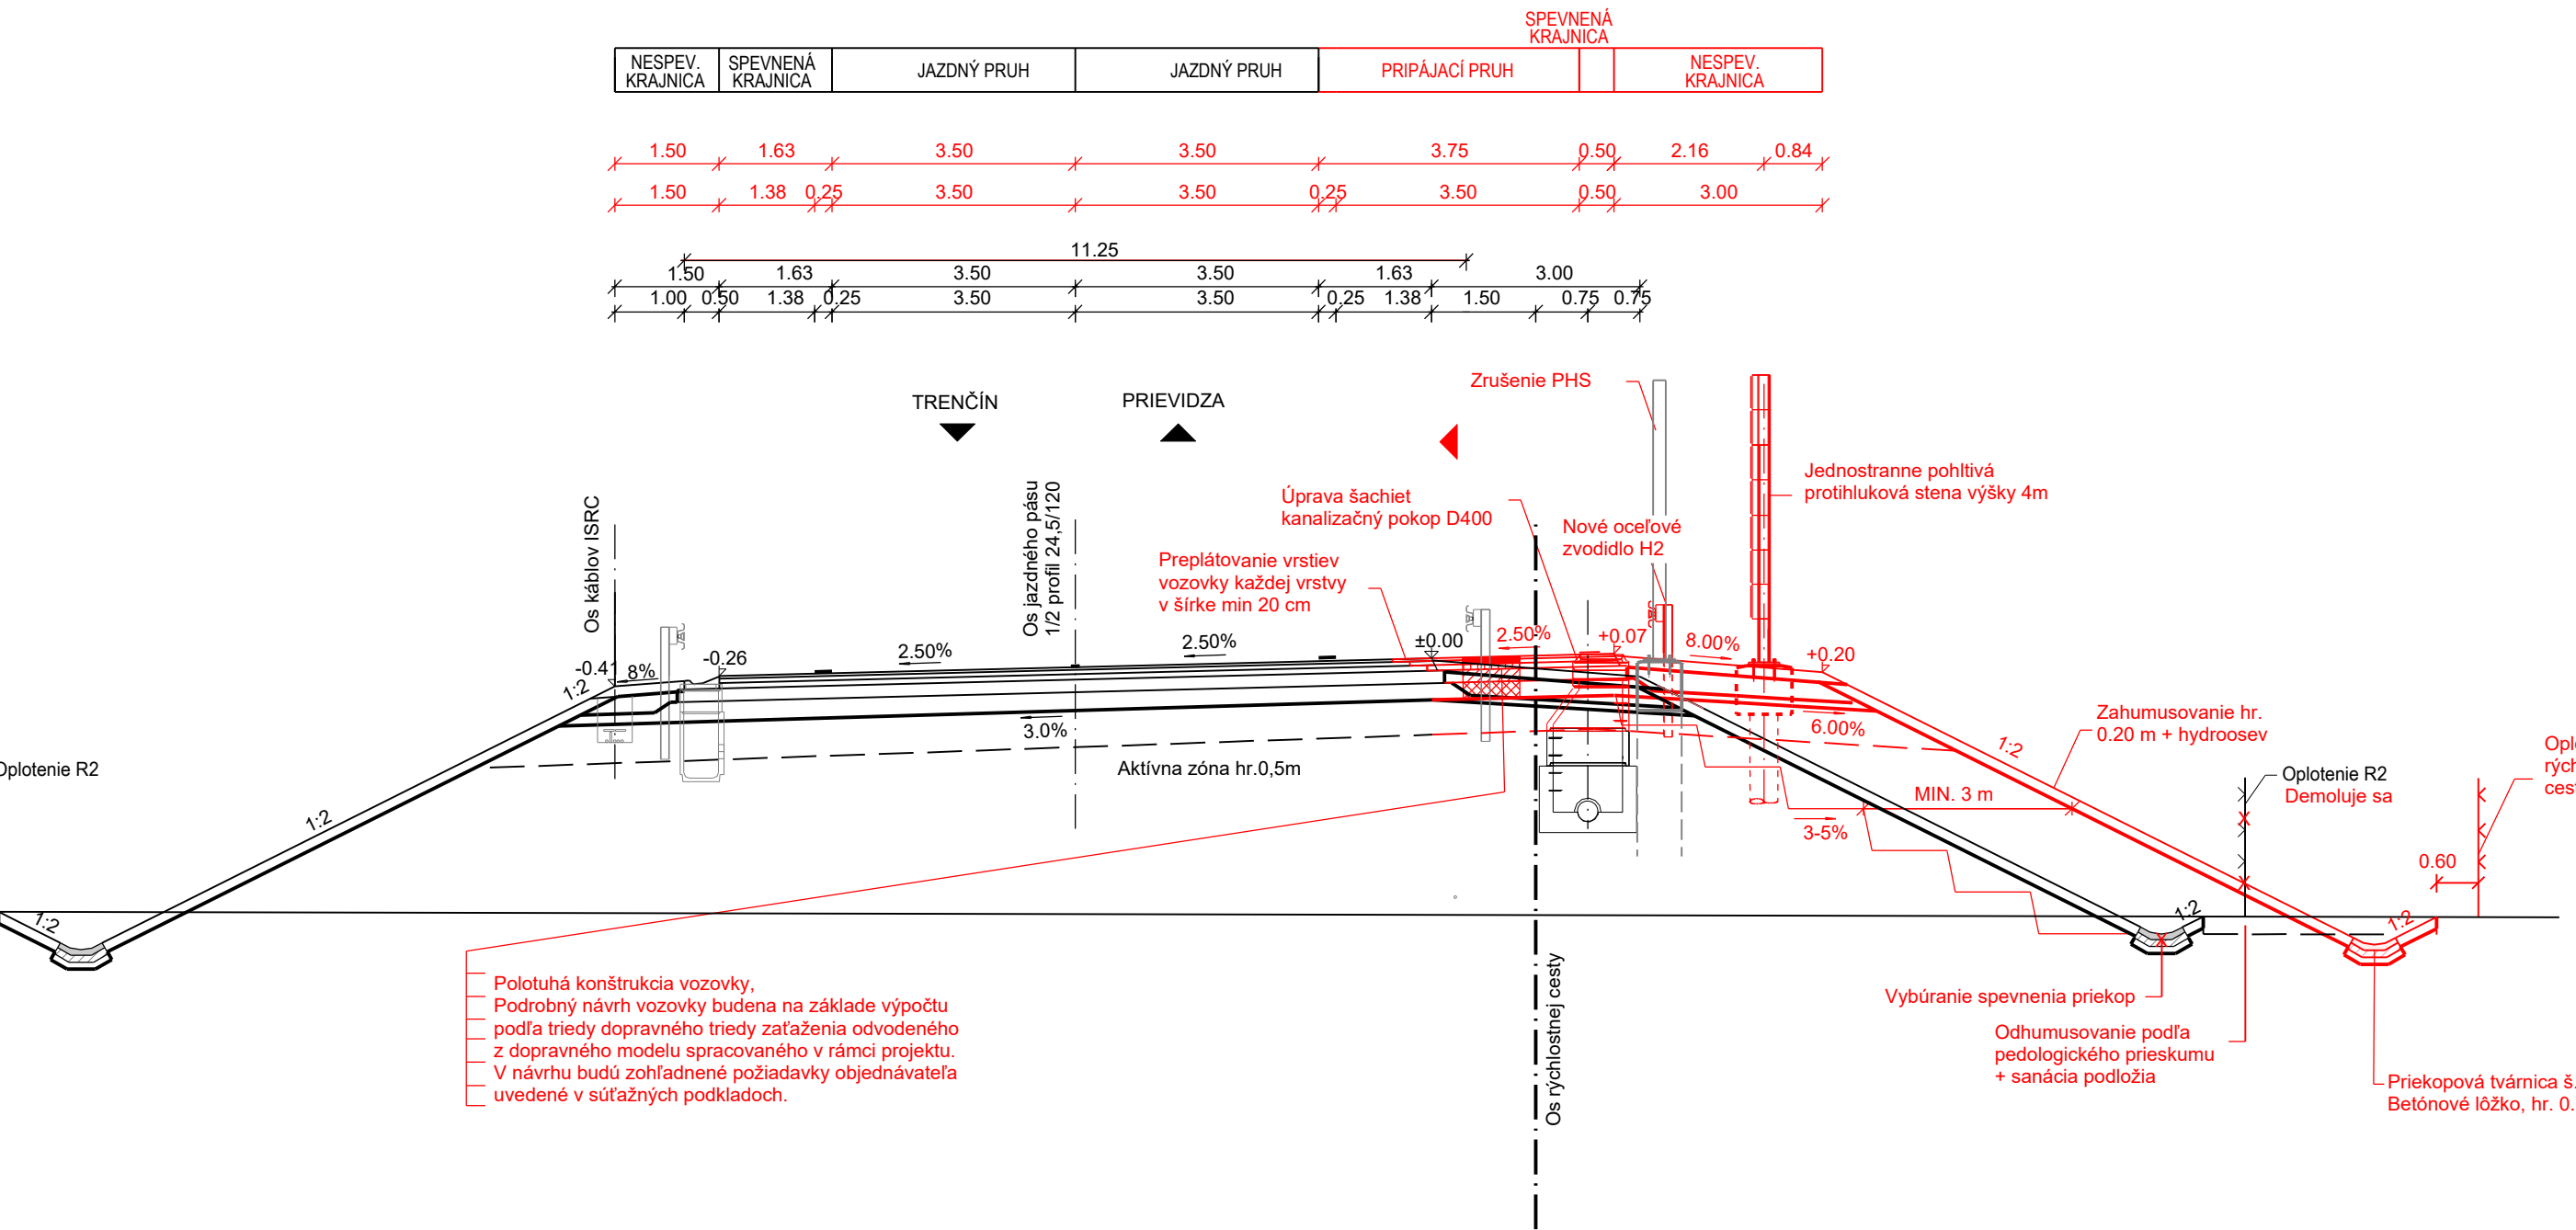 SPEVNENÁ
KRAJNICA
NESPEV.
KRAJNICA
SPEVNENÁ
KRAJNICA
JAZDNÝ PRUH
JAZDNÝ PRUH
PRIPÁJACÍ PRUH
NESPEV.
KRAJNICA
1.50 1.63 3.50 3.50 3.75 0.50 2.16 0.84
1.50 1.38 0.25 3.50 3.50 0.25 3.50 0.50 3.00
11.25
1.50 1.63 3.50 3.50 1.63 3.00
1.00 0.50 1.38 0.25 3.50 3.50 0.25 1.38 1.50 0.75 0.75
TRENČÍN
PRIEVIDZA
Zrušenie PHS
Jednostranne pohltivá
protihluková stena výšky 4m
Úprava šachiet
kanalizačný pokop D400
Nové oceľové
zvodidlo H2
Preplátovanie vrstiev
vozovky každej vrstvy
v šírke min 20 cm
Os káblov ISRC
Os jazdného pásu
1/2 profil 24,5/120
-0.41
8%
-0.26
2.50%
2.50%
±0.00
2.50%
+0.07
8.00%
+0.20
1:2
3.0%
6.00%
Aktívna zóna hr.0,5m
1:2
1:2
Zahumusovanie hr.
0.20 m + hydroosev
Oplotenie R2
Oplotenie R2
Demoluje sa
MIN. 3 m
3-5%
0.60
1:2
1:2
1:2
Os rýchlostnej cesty
Polotuhá konštrukcia vozovky,
Podrobný návrh vozovky budena na základe výpočtu
podľa triedy dopravného triedy zaťaženia odvodeného
z dopravného modelu spracovaného v rámci projektu.
V návrhu budú zohľadnené požiadavky objednávateľa
uvedené v súťažných podkladoch.
Vybúranie spevnenia priekop
Odhumusovanie podľa
pedologického prieskumu
+ sanácia podložia
Priekopová tvárnica š.
Betónové lôžko, hr. 0.